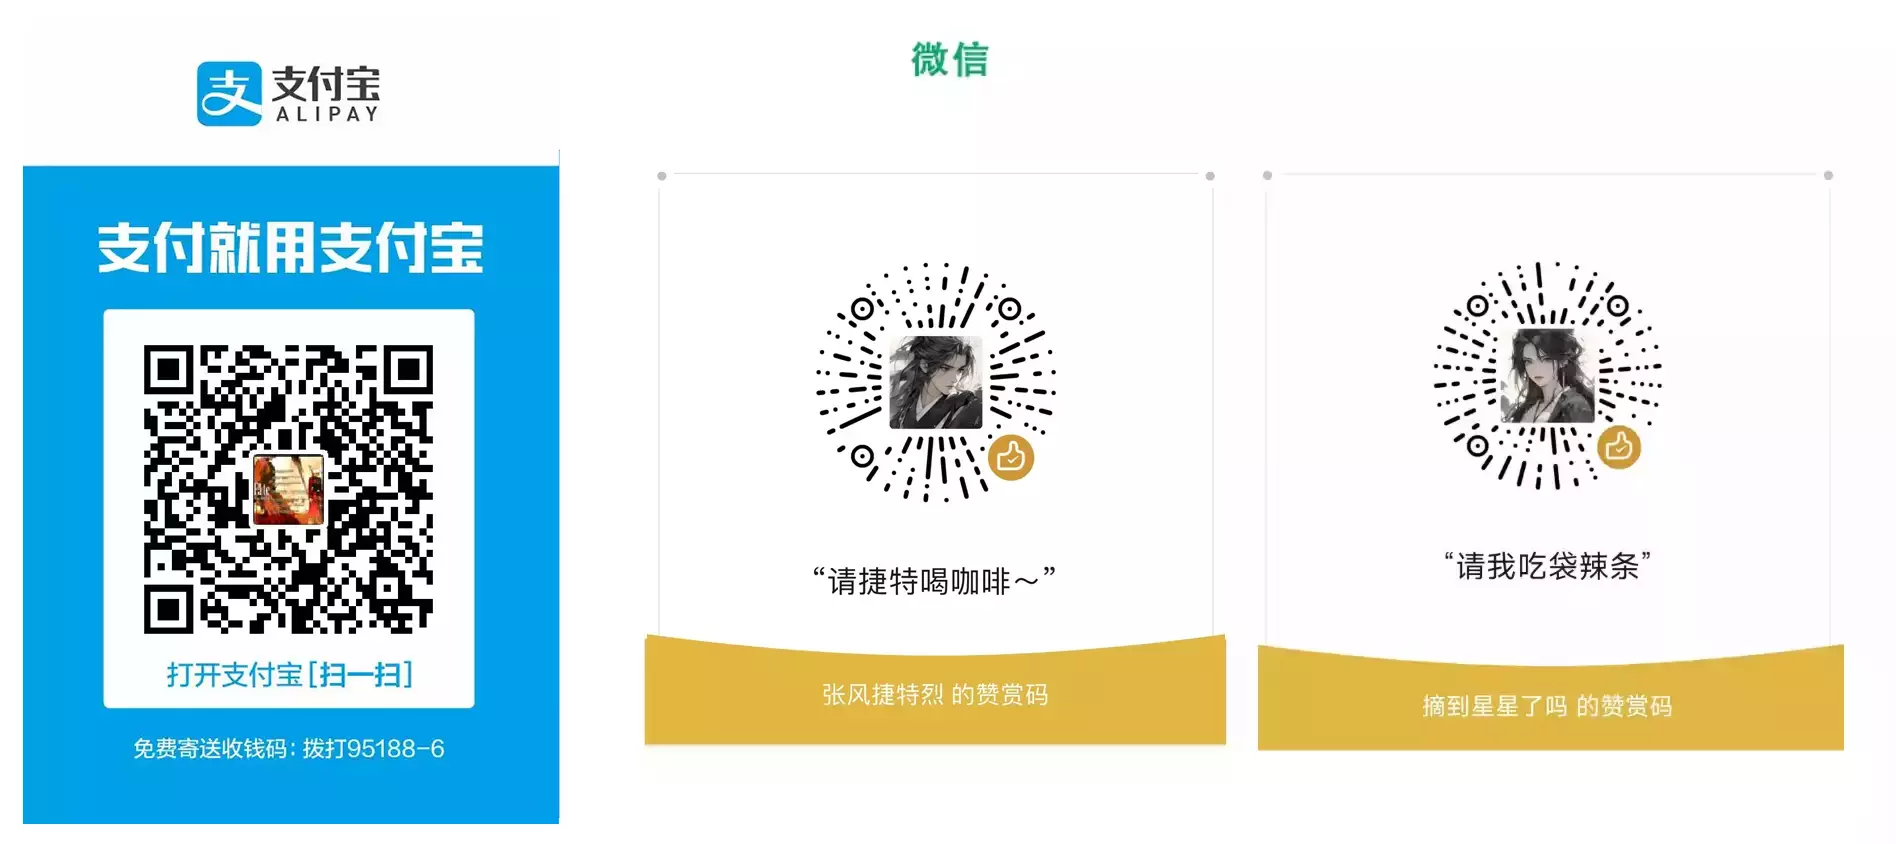 支付宝
ALIPAY
支付就用支付宝
打开支付宝[扫一扫]
免费寄送收钱码：拨打95188-6
微信
“请捷特喝咖啡～”
张风捷特烈 的赞赏码
“请我吃袋辣条”
摘到星星了吗 的赞赏码